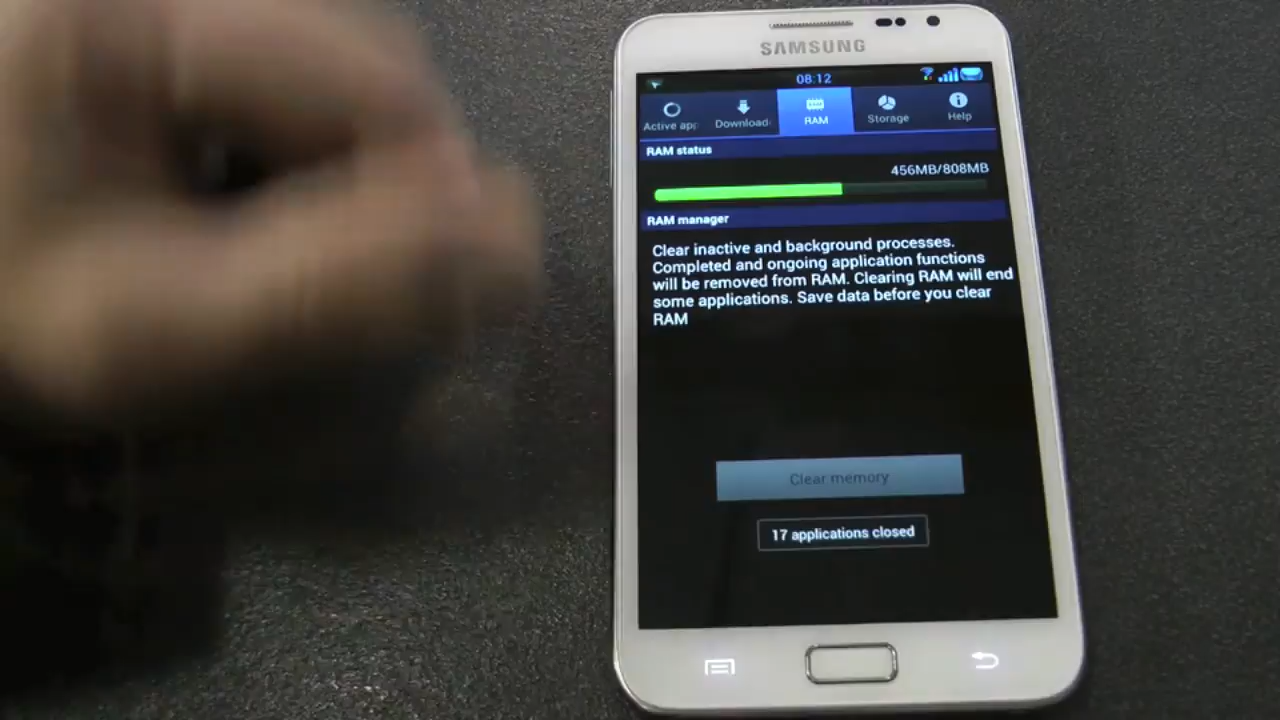 SAMSUNG
08:12
Active app
Download
RAM
Storage
Help
RAM status
456MB/808MB
RAM manager
Clear inactive and background processes.
Completed and ongoing application functions
will be removed from RAM. Clearing RAM will end
some applications. Save data before you clear
RAM
Clear memory
17 applications closed